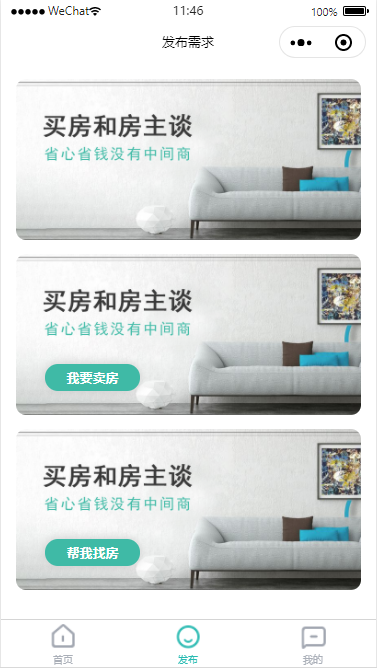 ●●●●● WeChat 11:46 100%
发布需求
买房和房主谈
省心省钱没有中间商
买房和房主谈
省心省钱没有中间商
我要卖房
买房和房主谈
省心省钱没有中间商
帮我找房
首页 发布 我的